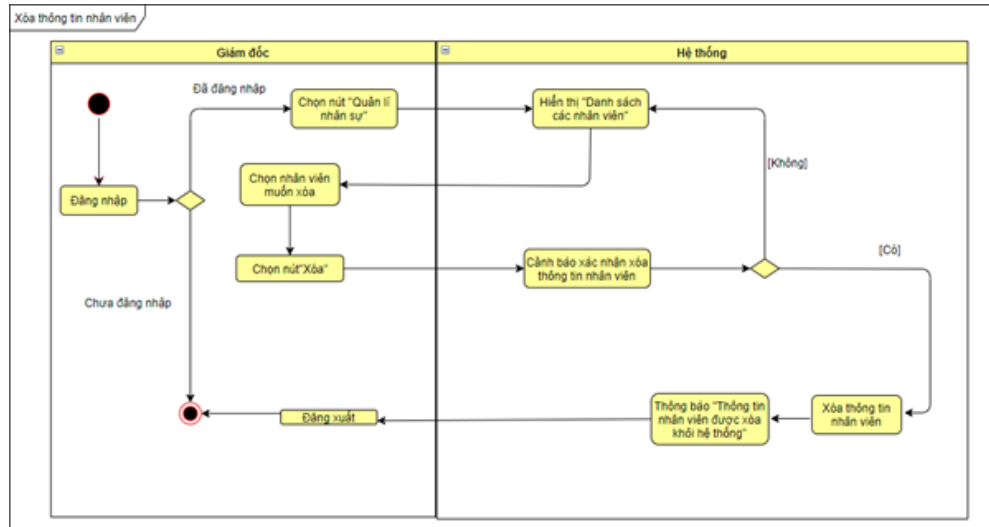 Xóa thông tin nhân viên
Giám đốc
Hệ thống
Đã đăng nhập
Chọn nút "Quản lí
nhân sự"
Hiển thị "Danh sách
các nhân viên"
[Không]
Chọn nhân viên
muốn xóa
Đăng nhập
Chọn nút"Xóa"
Cảnh báo xác nhận xóa
thông tin nhân viên
[Có]
Chưa đăng nhập
Thông báo "Thông tin
nhân viên được xóa
khỏi hệ thống"
Xóa thông tin
nhân viên
Đăng xuất